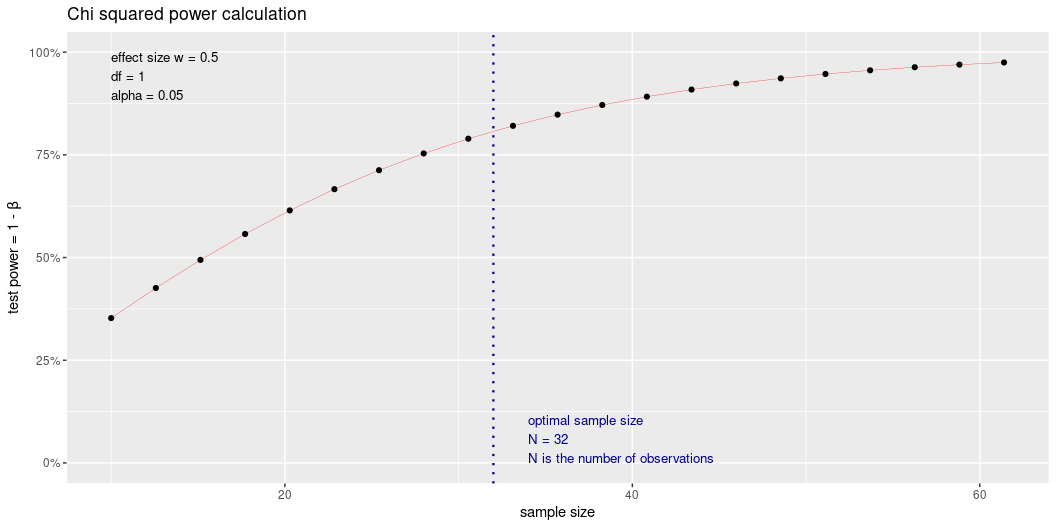 Chi squared power calculation
effect size w = 0.5
df = 1
alpha = 0.05
100%
75%
50%
25%
0%
test power = 1 - β
optimal sample size
N = 32
N is the number of observations
20
40
60
sample size